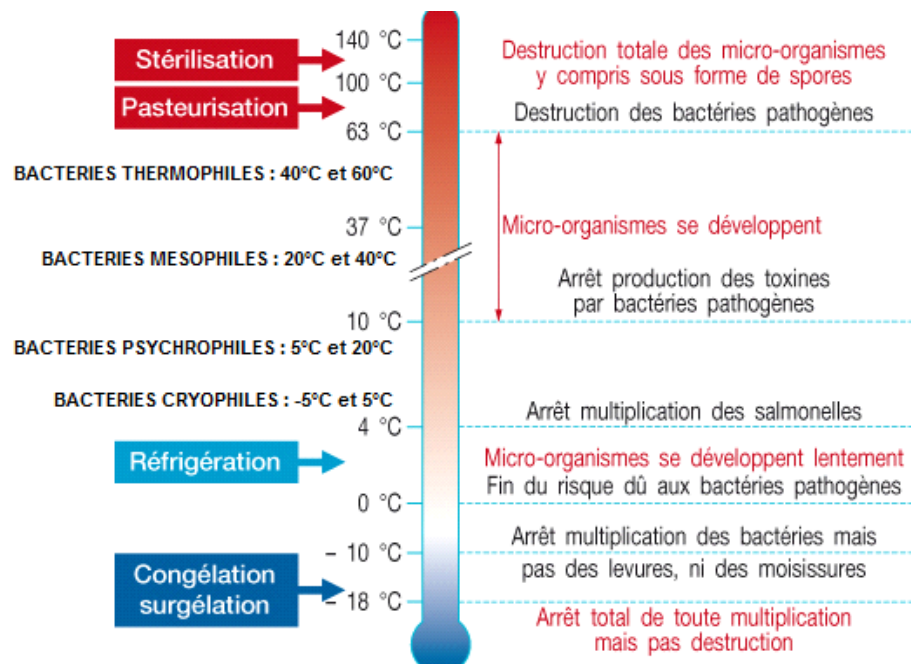 140 °C
Stérilisation
Destruction totale des micro-organismes
y compris sous forme de spores
100 °C
Pasteurisation
Destruction des bactéries pathogènes
63 °C
BACTERIES THERMOPHILES : 40°C et 60°C
37 °C
Micro-organismes se développent
BACTERIES MESOPHILES : 20°C et 40°C
Arrêt production des toxines
par bactéries pathogènes
10 °C
BACTERIES PSYCHROPHILES : 5°C et 20°C
BACTERIES CRYOPHILES : -5°C et 5°C
Arrêt multiplication des salmonelles
4 °C
Réfrigération
Micro-organismes se développent lentement
Fin du risque dû aux bactéries pathogènes
0 °C
Arrêt multiplication des bactéries mais
pas des levures, ni des moisissures
– 10 °C
Congélation
surgélation
– 18 °C
Arrêt total de toute multiplication
mais pas destruction